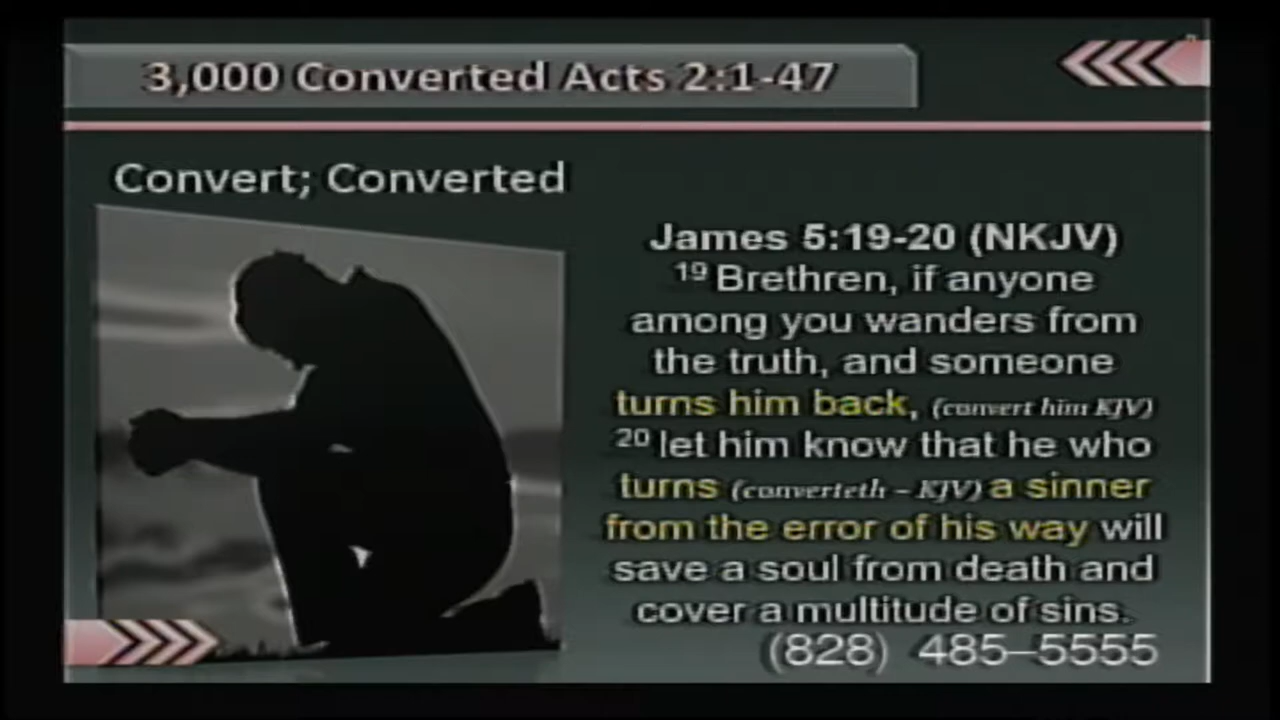 3,000 Converted Acts 2:1-47
Convert; Converted
James 5:19-20 (NKJV)
19 Brethren, if anyone
among you wanders from
the truth, and someone
turns him back, (convert him KJV)
20 let him know that he who
turns (converteth – KJV) a sinner
from the error of his way will
save a soul from death and
cover a multitude of sins.
(828) 485–5555